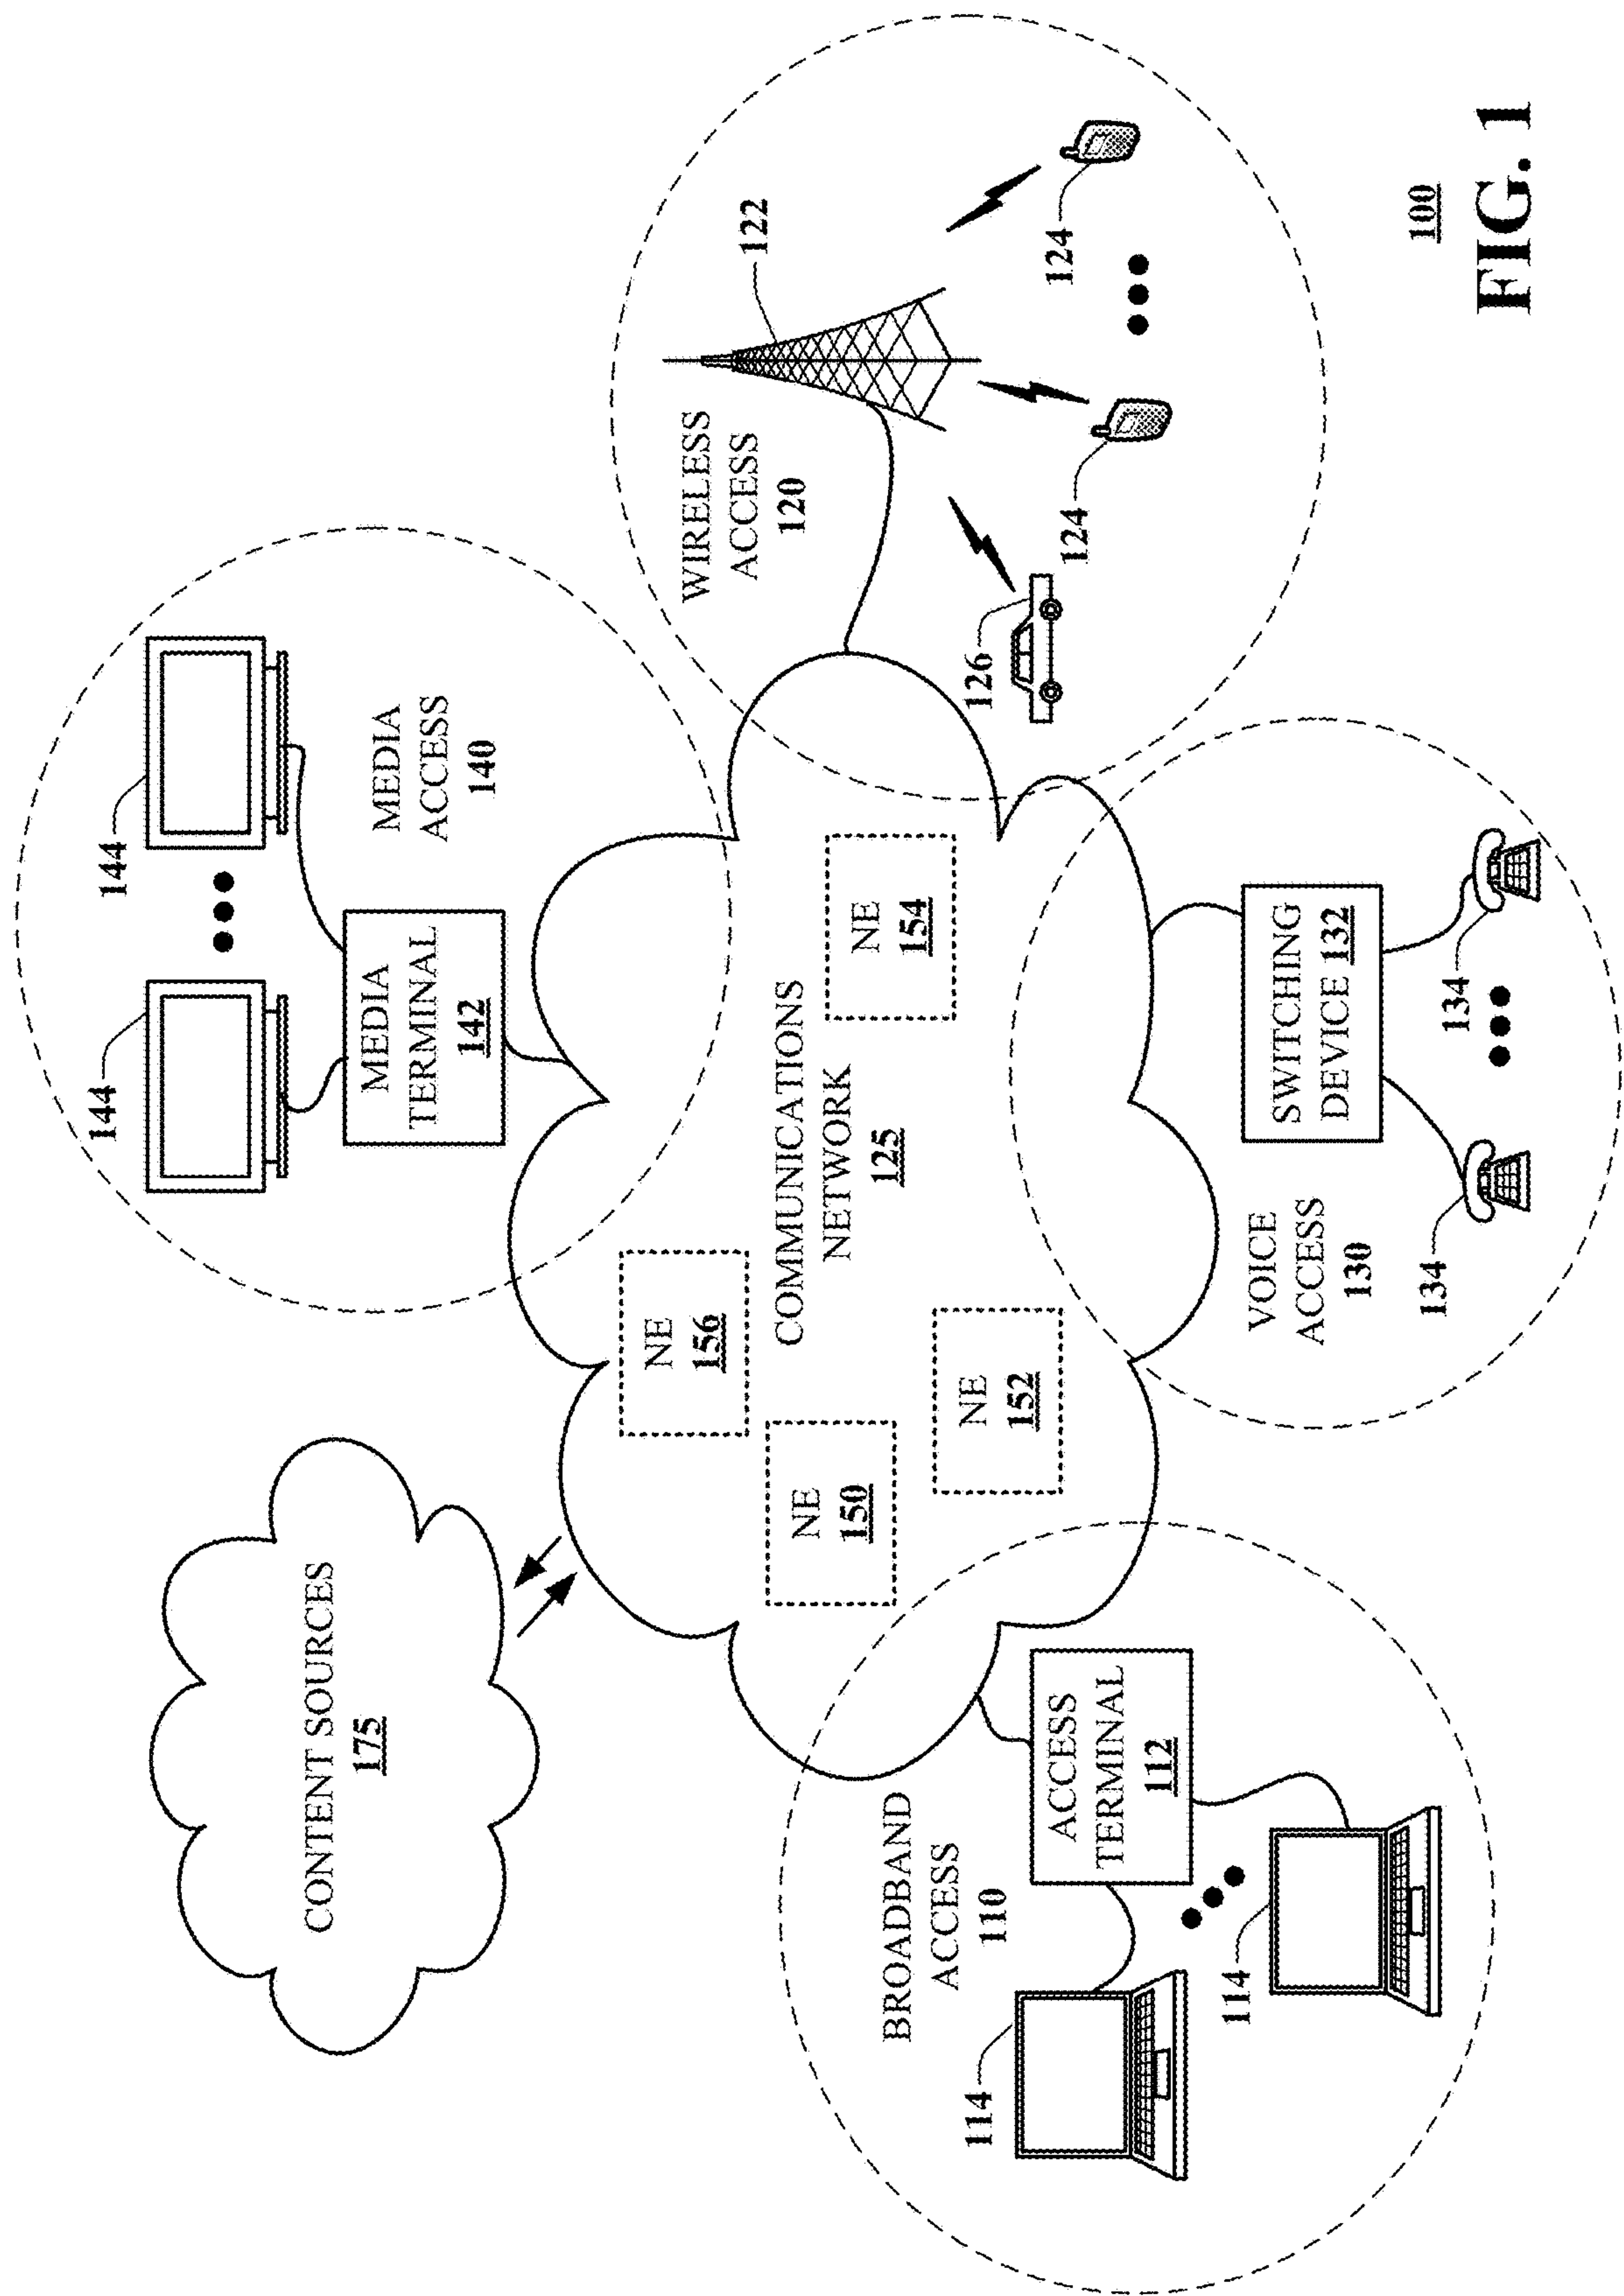 CONTENT SOURCES
175
144
144
MEDIA
TERMINAL
142
MEDIA
ACCESS
140
BROADBAND
ACCESS
110
114
ACCESS
TERMINAL
112
114
NE
156
NE
150
NE
152
COMMUNICATIONS
NETWORK
125
NE
154
WIRELESS
ACCESS
120
122
126
124
124
VOICE
ACCESS
130
SWITCHING
DEVICE 132
134
134
100
FIG. 1